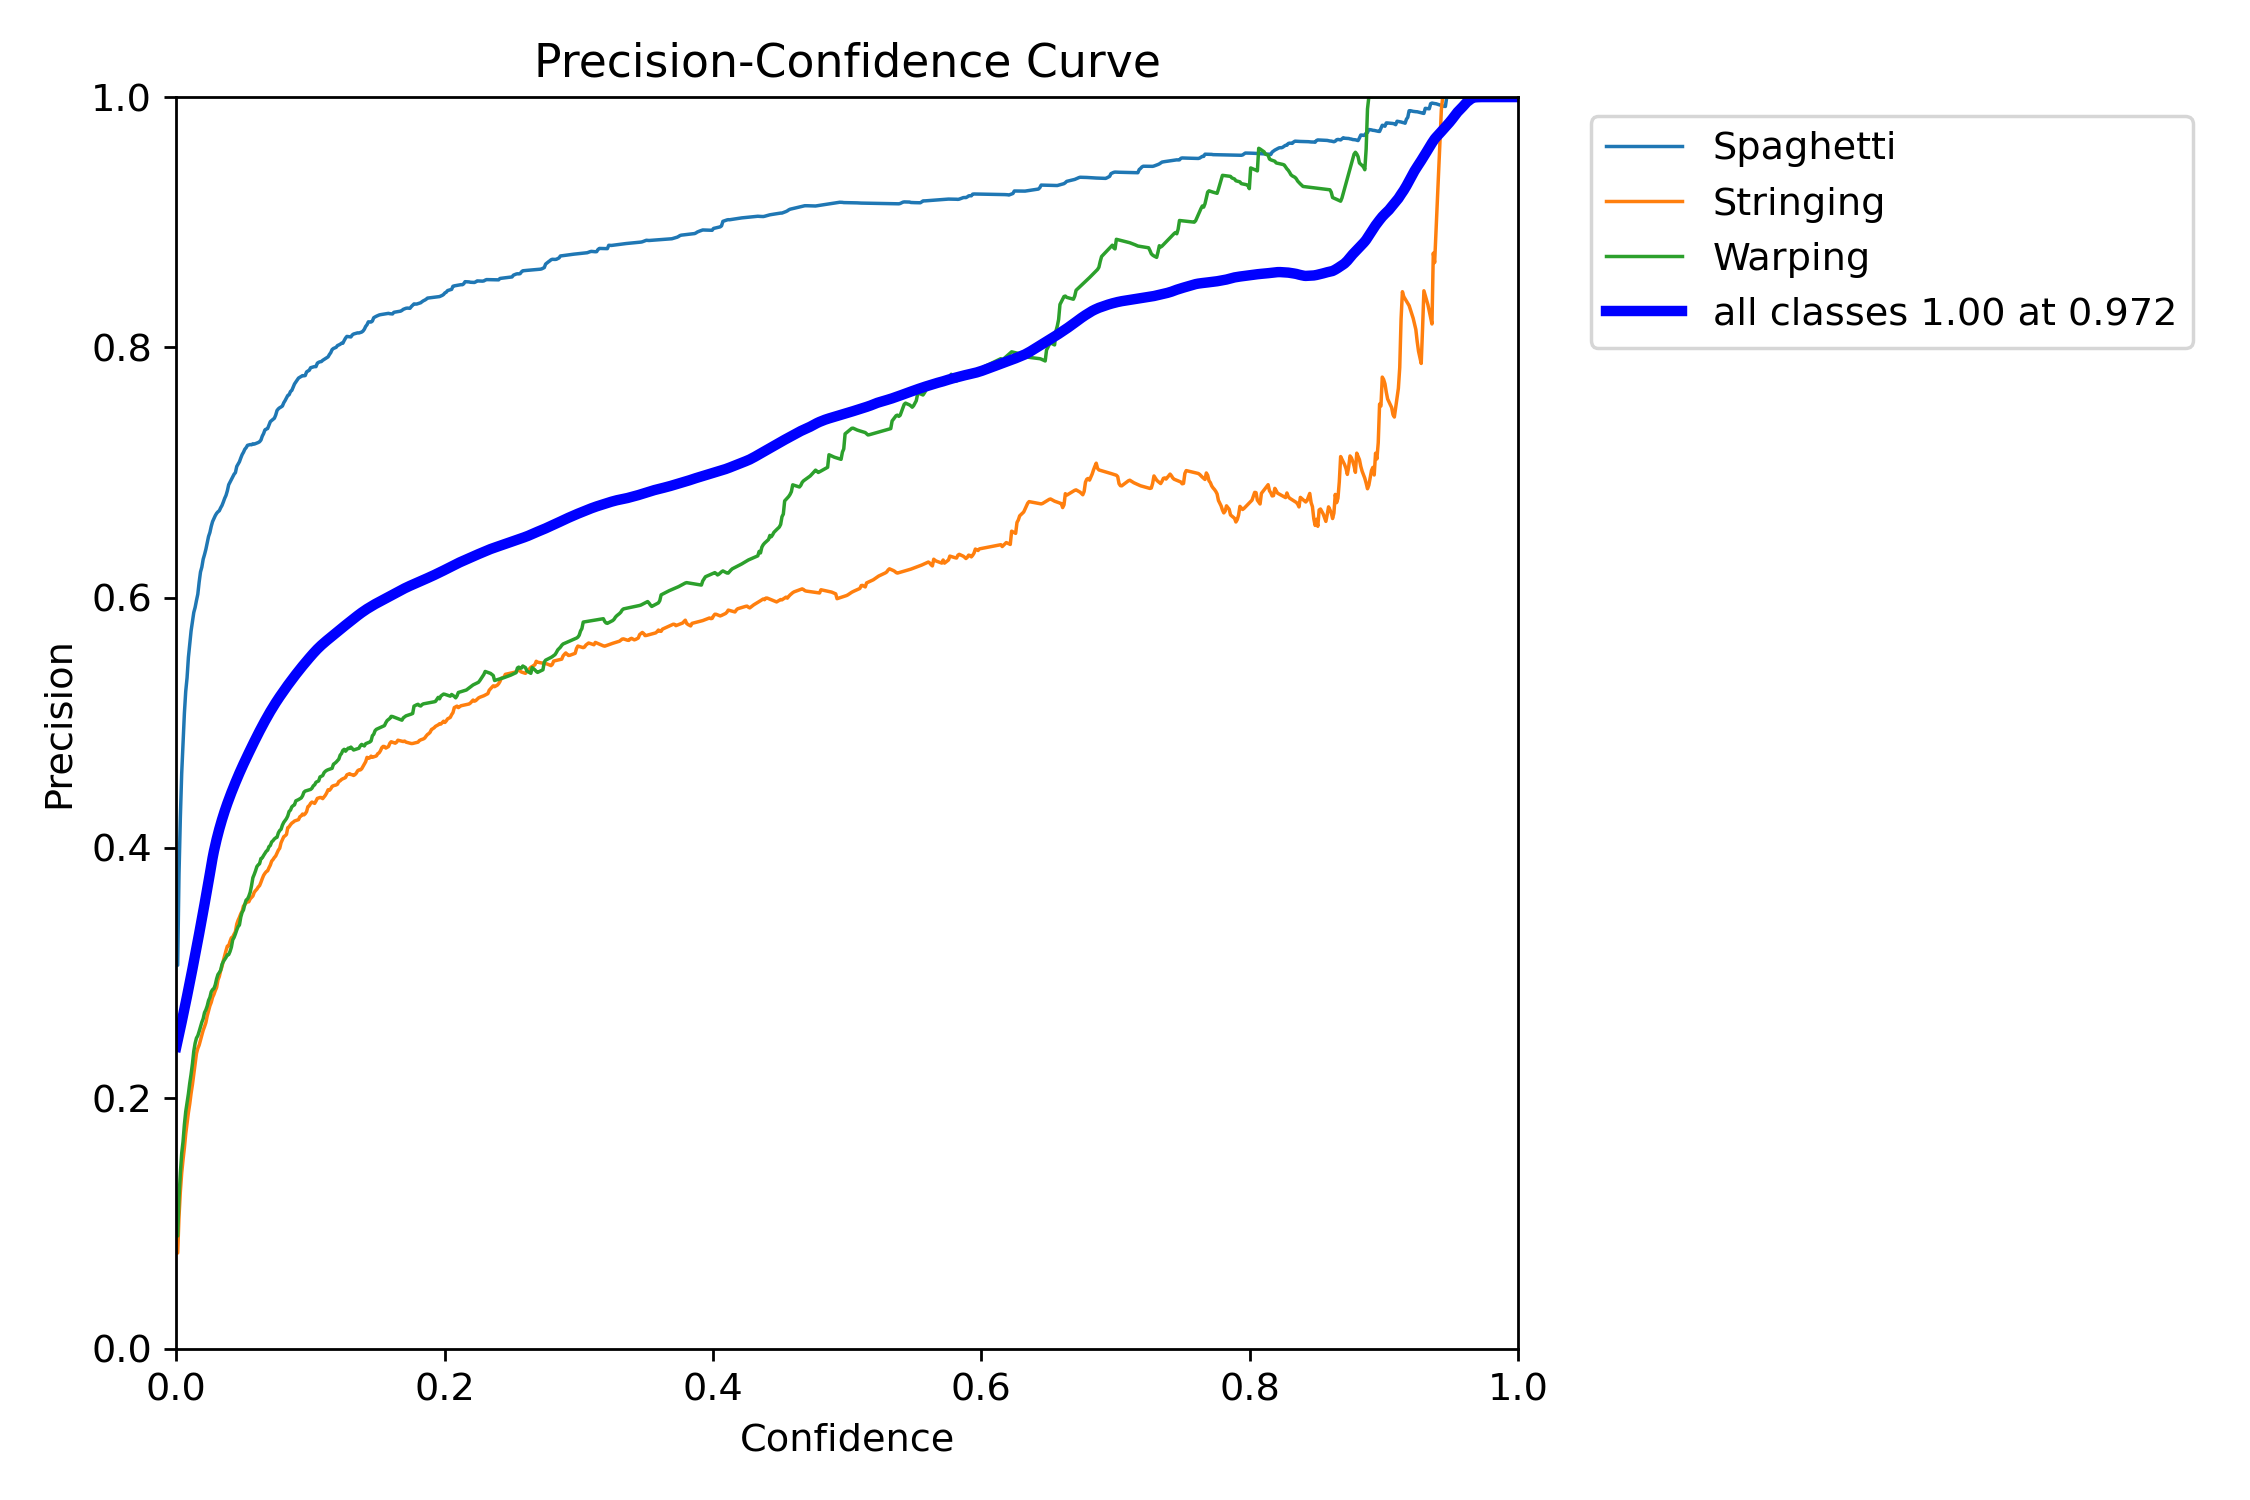 Precision-Confidence Curve
1.0
0.8
0.6
0.4
0.2
0.0
Precision
0.0 0.2 0.4 0.6 0.8 1.0
Confidence
Spaghetti
Stringing
Warping
all classes 1.00 at 0.972